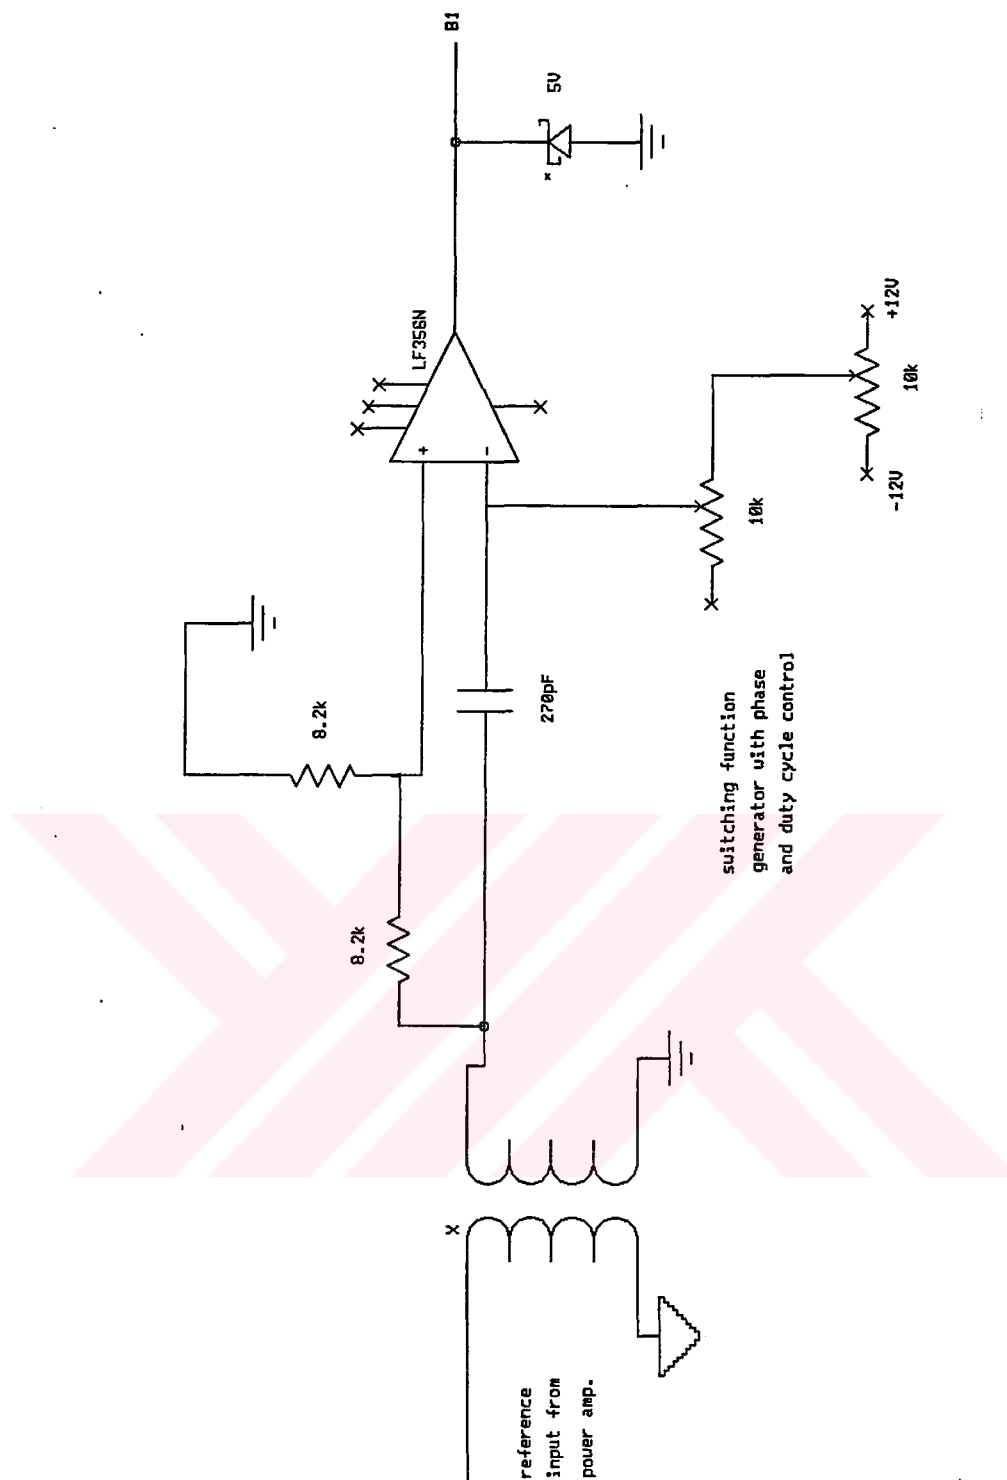 reference
input from
power amp.
X
8.2k
8.2k
270pF
+
-
LF356N
switching function
generator with phase
and duty cycle control
10k
-12V
10k
+12V
*
5V
B1